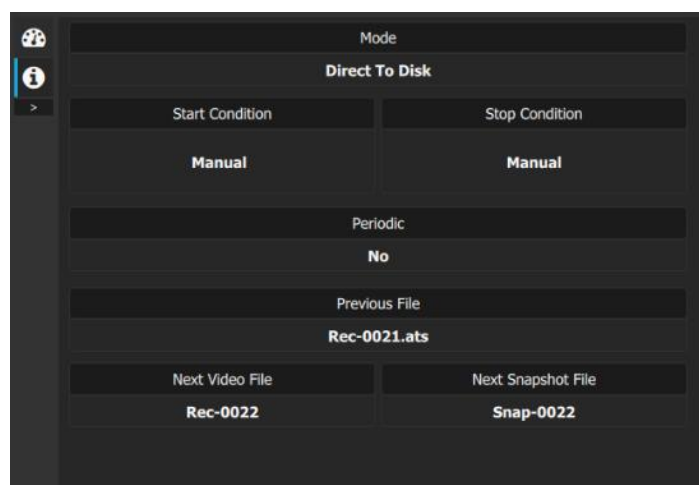 Mode
Direct To Disk
>
Start Condition
Stop Condition
Manual
Manual
Periodic
No
Previous File
Rec-0021.ats
Next Video File
Next Snapshot File
Rec-0022
Snap-0022